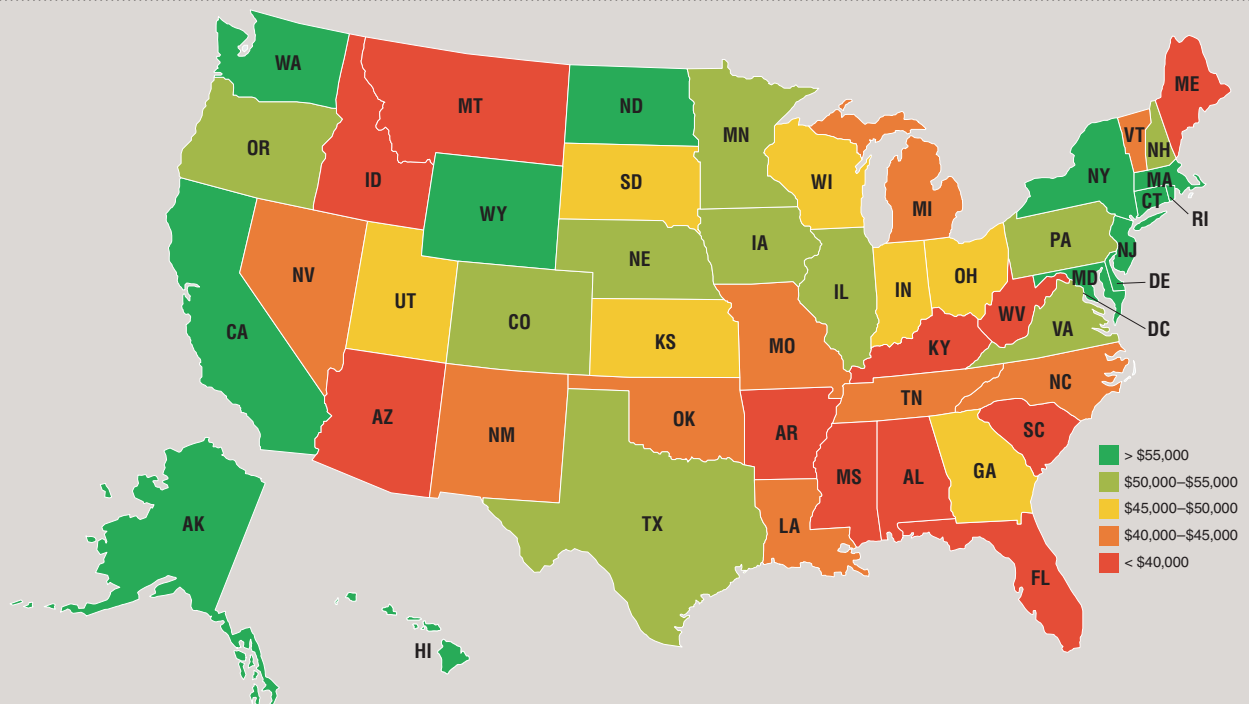 WA
MT
ND
MN
ME
OR
ID
SD
WI
MI
NY
VT
NH
MA
CT
RI
WY
NE
IA
PA
NJ
NV
UT
CO
IL
IN
OH
MD
DE
DC
CA
KS
MO
KY
WV
VA
AZ
NM
OK
AR
TN
NC
SC
MS
AL
GA
TX
LA
FL
AK
HI
> $55,000
$50,000–$55,000
$45,000–$50,000
$40,000–$45,000
< $40,000